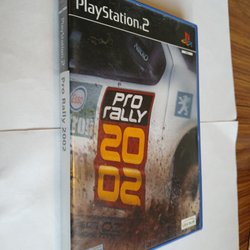 PlayStation.2
PlayStation 2 Pro Rally 2002
PRO
RALLY
20
02